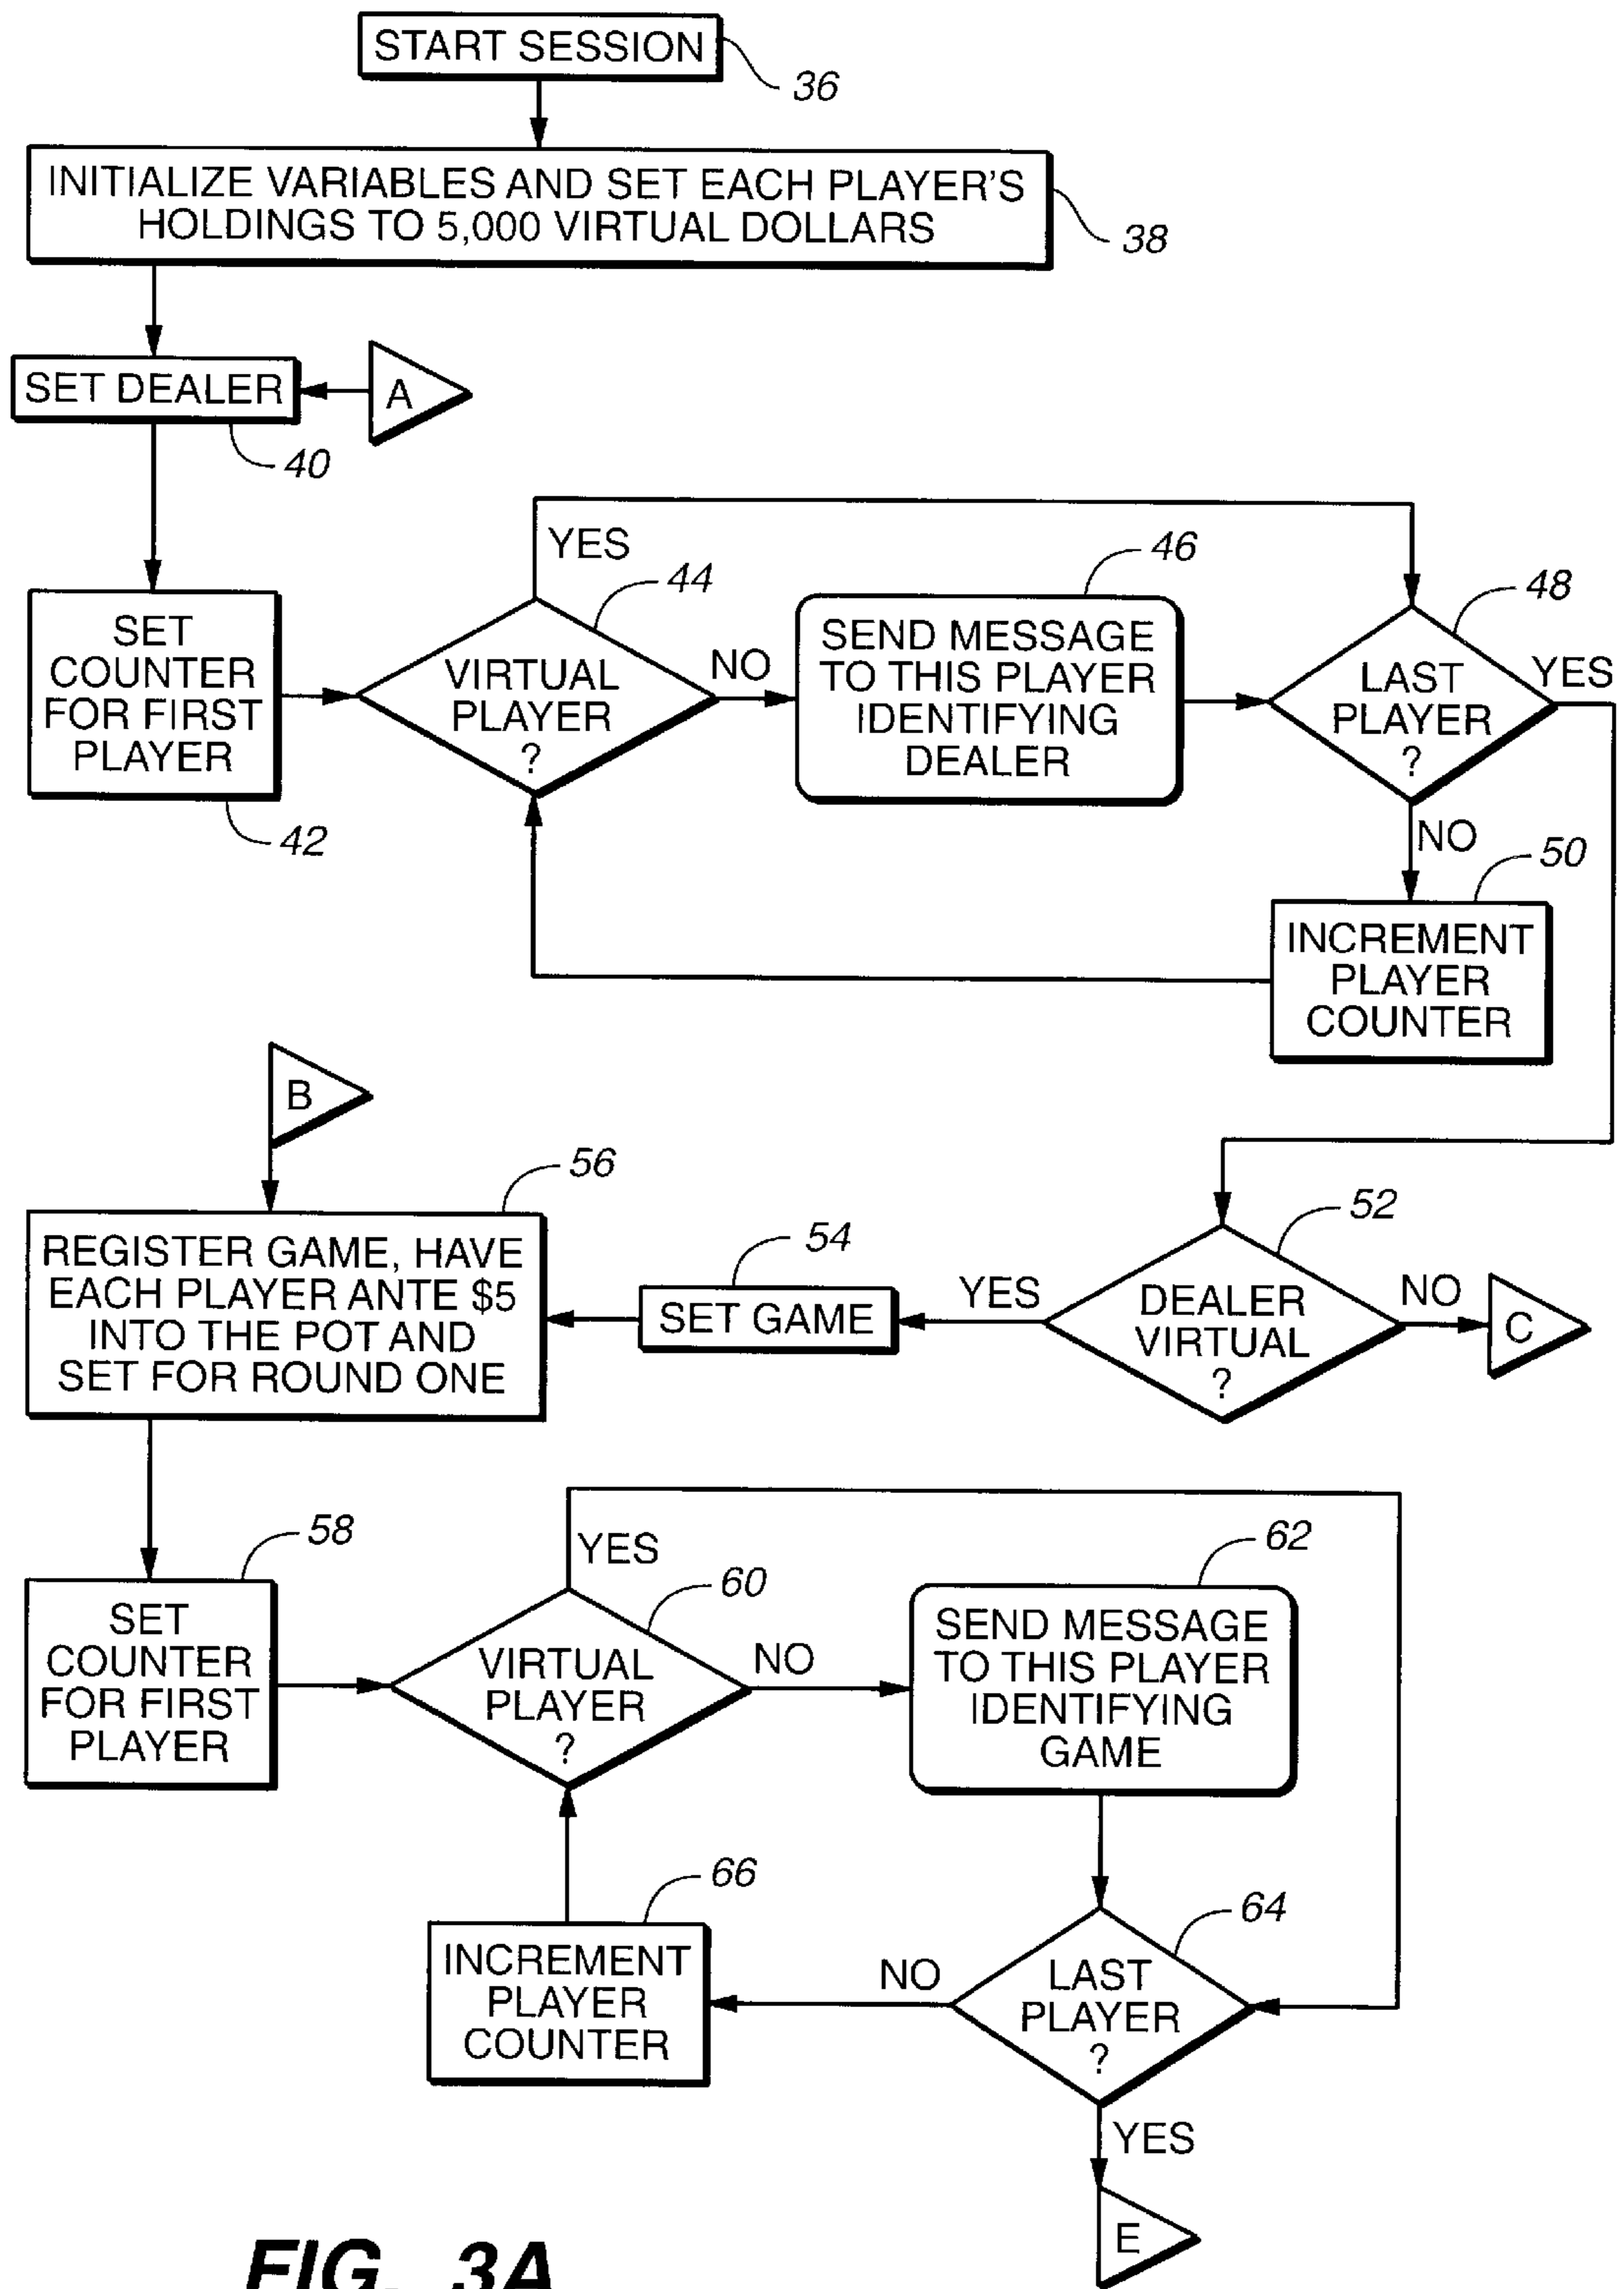 START SESSION
36
INITIALIZE VARIABLES AND SET EACH PLAYER'S
HOLDINGS TO 5,000 VIRTUAL DOLLARS
38
SET DEALER
A
40
SET
COUNTER
FOR FIRST
PLAYER
42
YES
44
VIRTUAL
PLAYER
?
NO
46
SEND MESSAGE
TO THIS PLAYER
IDENTIFYING
DEALER
48
LAST
PLAYER
?
YES
NO
50
INCREMENT
PLAYER
COUNTER
B
56
REGISTER GAME, HAVE
EACH PLAYER ANTE $5
INTO THE POT AND
SET FOR ROUND ONE
54
SET GAME
YES
52
DEALER
VIRTUAL
?
NO
C
58
SET
COUNTER
FOR FIRST
PLAYER
YES
60
VIRTUAL
PLAYER
?
NO
62
SEND MESSAGE
TO THIS PLAYER
IDENTIFYING
GAME
66
INCREMENT
PLAYER
COUNTER
NO
64
LAST
PLAYER
?
YES
E
FIG. 3A